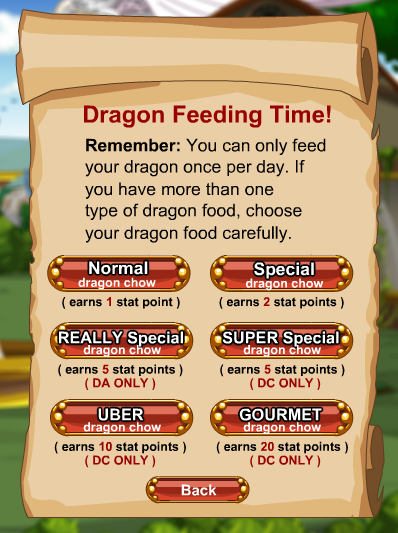 Dragon Feeding Time!
Remember: You can only feed
your dragon once per day. If
you have more than one
type of dragon food, choose
your dragon food carefully.
Normal
dragon chow
( earns 1 stat point )
Special
dragon chow
( earns 2 stat points )
REALLY Special
dragon chow
( earns 5 stat points )
( DA ONLY )
SUPER Special
dragon chow
( earns 5 stat points )
( DC ONLY )
UBER
dragon chow
( earns 10 stat points )
( DC ONLY )
GOURMET
dragon chow
( earns 20 stat points )
( DC ONLY )
Back